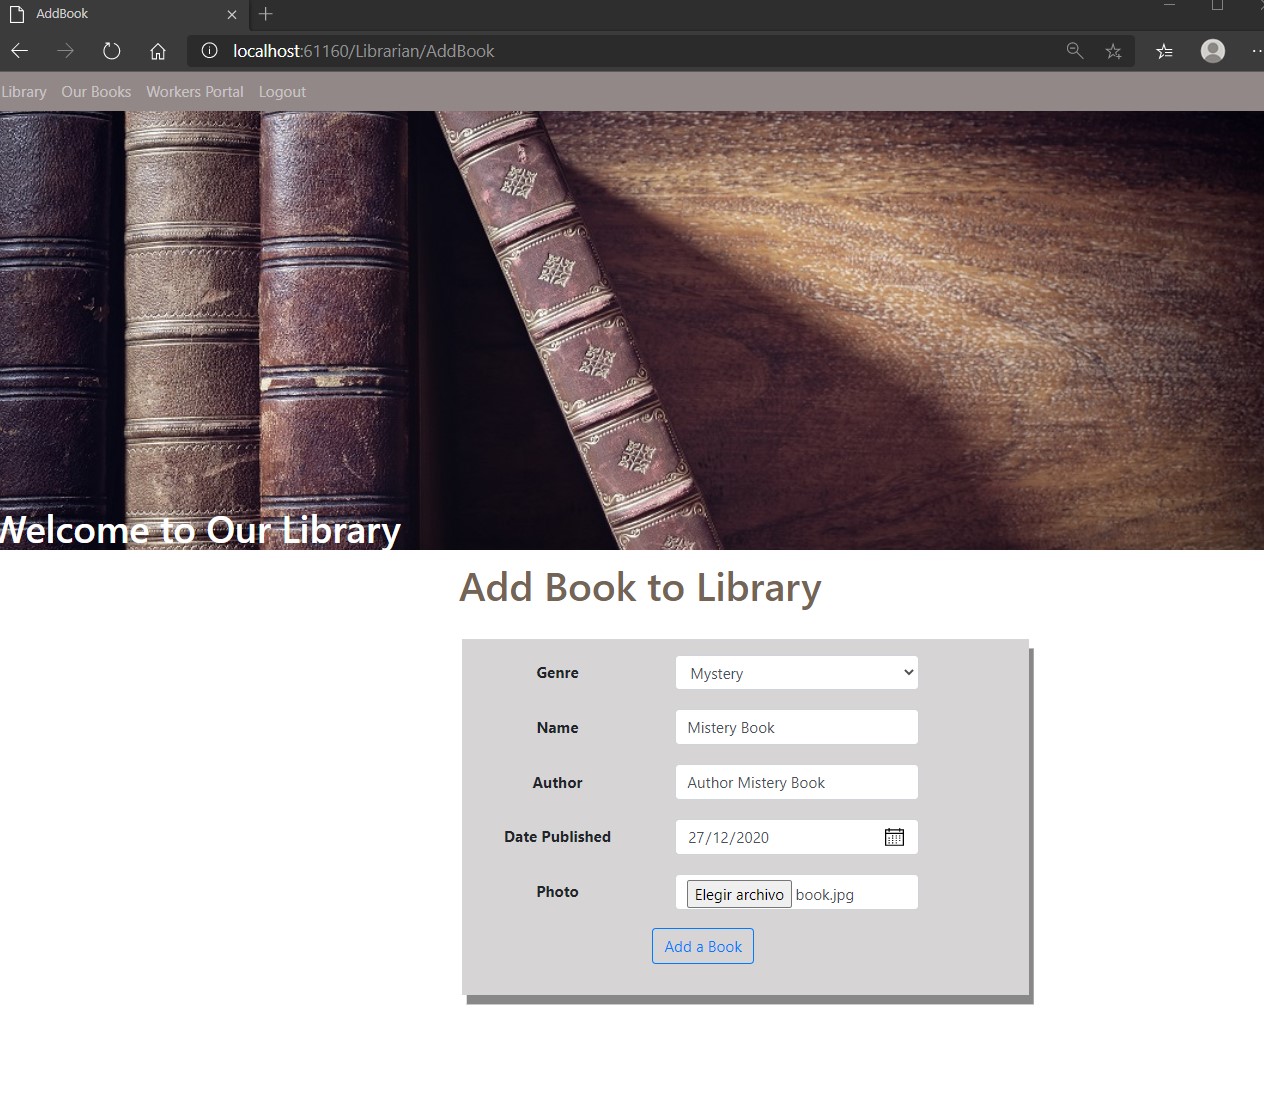 AddBook
localhost:61160/Librarian/AddBook
Library Our Books Workers Portal Logout
Welcome to Our Library
Add Book to Library
Genre Mystery
Name Mistery Book
Author Author Mistery Book
Date Published 27/12/2020
Photo Elegir archivo book.jpg
Add a Book